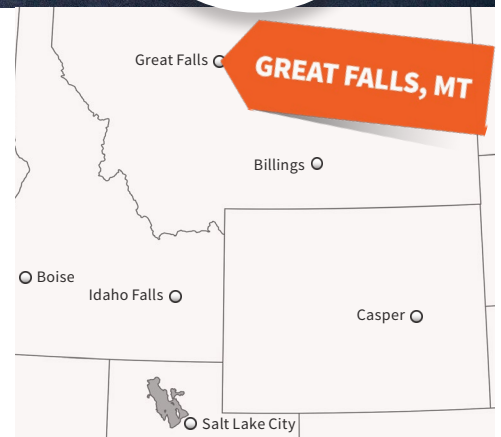 Great Falls
GREAT FALLS, MT
Billings
Boise
Idaho Falls
Casper
Salt Lake City